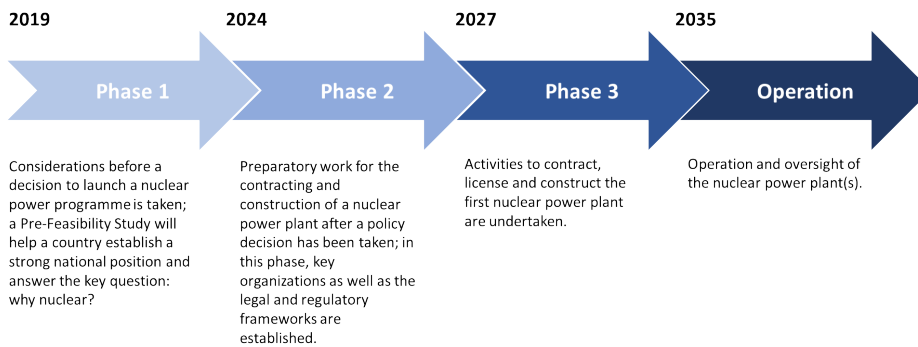 2019
2024
2027
2035
Phase 1
Phase 2
Phase 3
Operation
Considerations before a
decision to launch a nuclear
power programme is taken;
a Pre-Feasibility Study will
help a country establish a
strong national position and
answer the key question:
why nuclear?
Preparatory work for the
contracting and
construction of a nuclear
power plant after a policy
decision has been taken; in
this phase, key
organizations as well as the
legal and regulatory
frameworks are
established.
Activities to contract,
license and construct the
first nuclear power plant
are undertaken.
Operation and oversight of
the nuclear power plant(s).